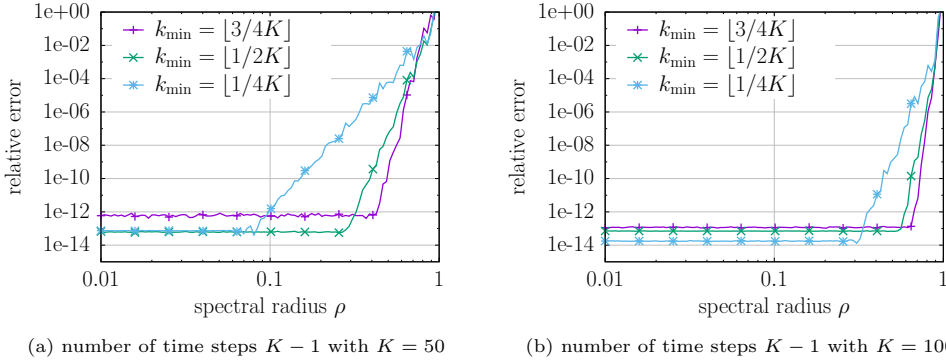 1e+00
1e-02
1e-04
1e-06
1e-08
1e-10
1e-12
1e-14
relative error
k_min = ⌊3/4K⌋
k_min = ⌊1/2K⌋
k_min = ⌊1/4K⌋
0.01 0.1 1
spectral radius ρ
(a) number of time steps K − 1 with K = 50
1e+00
1e-02
1e-04
1e-06
1e-08
1e-10
1e-12
1e-14
relative error
k_min = ⌊3/4K⌋
k_min = ⌊1/2K⌋
k_min = ⌊1/4K⌋
0.01 0.1 1
spectral radius ρ
(b) number of time steps K − 1 with K = 10